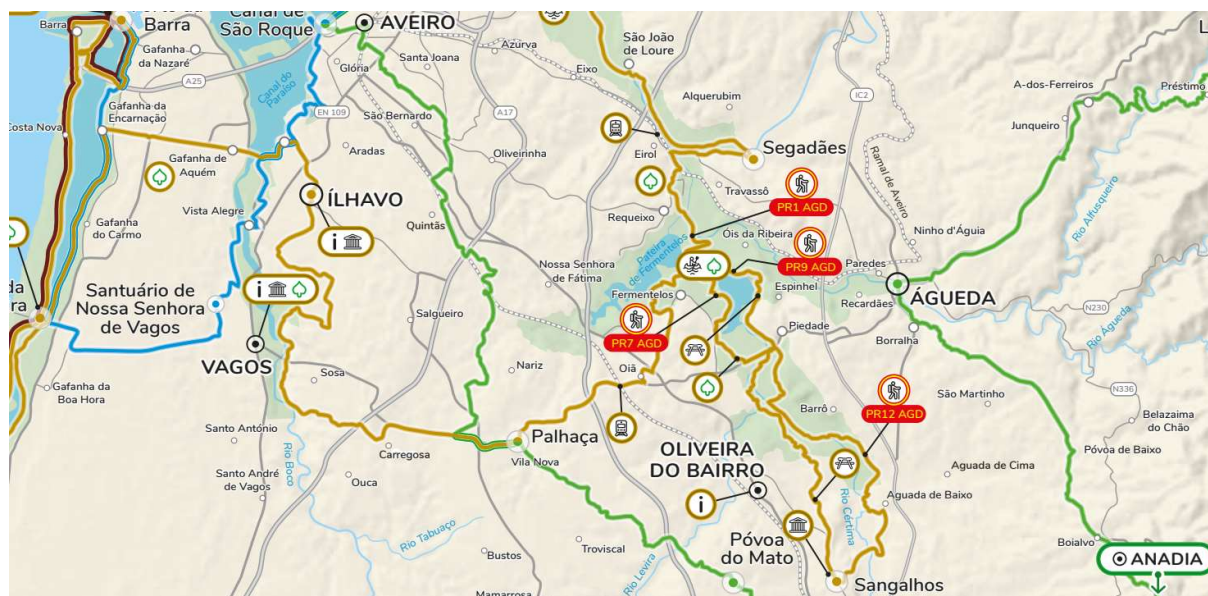 Barra
Barra
Gafanha
da Nazaré
A25
Canal de
São Roque
AVEIRO
Glória
Santa Joana
Azurva
Eixo
São João
de Loure
Alquerubim
IC2
A-dos-Ferreiros
Préstimo
Junqueiro
Costa Nova
Gafanha da
Encarnação
Canal do
Paraíso
EN 109
São Bernardo
A17
Oliveirinha
Aradas
Eirol
Segadães
Ramal de Aveiro
Rio Alfusqueiro
Gafanha de
Aquém
ÍLHAVO
Travassô
PR1 AGD
Requeixo
Vista Alegre
Gafanha
do Carmo
Quintãs
Óis da Ribeira
Ninho d'Águia
Pateira
de Fermentelos
PR9 AGD
Paredes
Nossa Senhora
de Fátima
Espinhel
ÁGUEDA
Recardães
Santuário de
Nossa Senhora
de Vagos
Fermentelos
PR7 AGD
Salgueiro
Piedade
N230
Rio Águeda
Borralha
VAGOS
Sosa
Nariz
Oiã
Gafanha da
Boa Hora
PR12 AGD
Barrô
São Martinho
N336
Belazaima
do Chão
Santo António
Rio Boco
Carregosa
Palhaça
Vila Nova
OLIVEIRA
DO BAIRRO
Póvoa de Baixo
Santo André
de Vagos
Ouca
Aguada de Cima
Aguada de Baixo
Rio Cértima
Rio Tabuaço
Póvoa
do Mato
Boialvo
Bustos
Troviscal
Rio Levira
ANADIA
Mamarrosa
Sangalhos